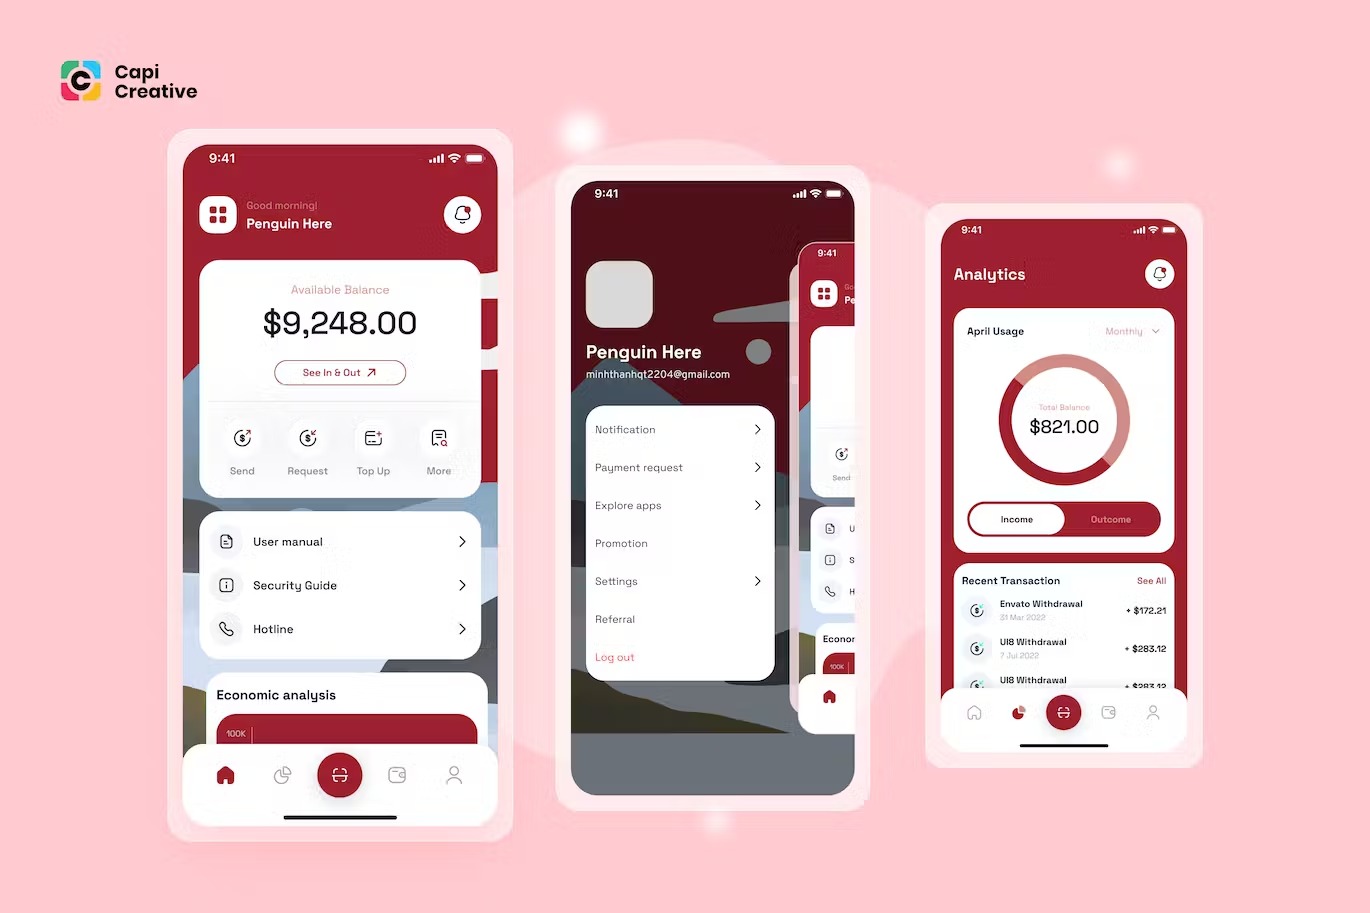 Capi
Creative
9:41
Good morning!
Penguin Here
Available Balance
$9,248.00
See In & Out
Send
Request
Top Up
More
User manual
Security Guide
Hotline
Economic analysis
100K
9:41
Penguin Here
minhthanhqt2204@gmail.com
Notification
Payment request
Explore apps
Promotion
Settings
Referral
Log out
9:41
Go
Pe
Send
U
S
H
Econor
100K
9:41
Analytics
April Usage
Monthly
Total Balance
$821.00
Income
Outcome
Recent Transaction
See All
Envato Withdrawal
+ $172.21
31 Mar 2022
UI8 Withdrawal
+ $283.12
7 Jul 2022
UI8 Withdrawal
+ $283.12